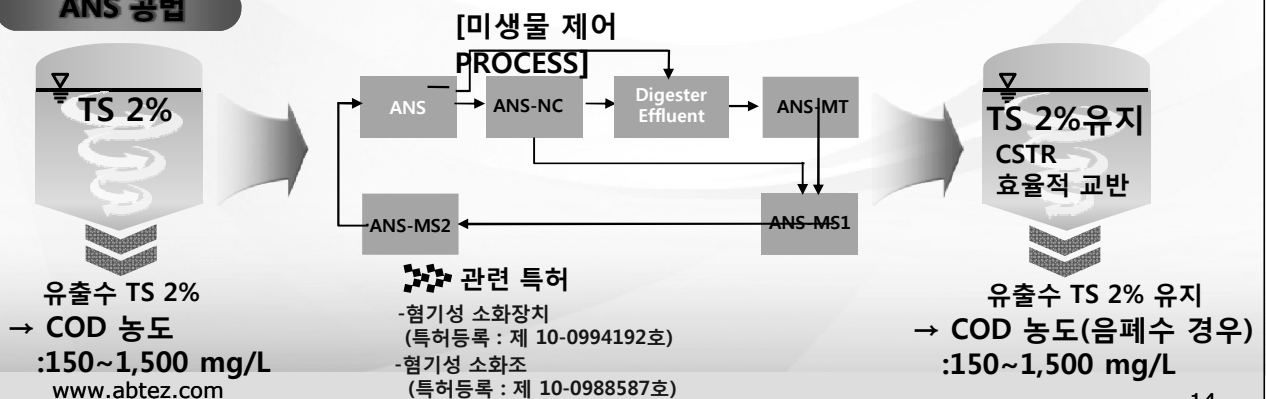 ANS 공법
[미생물 제어
PROCESS]
TS 2%
ANS
ANS-NC
Digester
Effluent
ANS-MT
TS 2%유지
CSTR
효율적 교반
ANS-MS2
ANS-MS1
유출수 TS 2%
→ COD 농도
:150~1,500 mg/L
관련 특허
-혐기성 소화장치
(특허등록 : 제 10-0994192호)
-혐기성 소화조
(특허등록 : 제 10-0988587호)
유출수 TS 2% 유지
→ COD 농도(음폐수 경우)
:150~1,500 mg/L
www.abtez.com
14